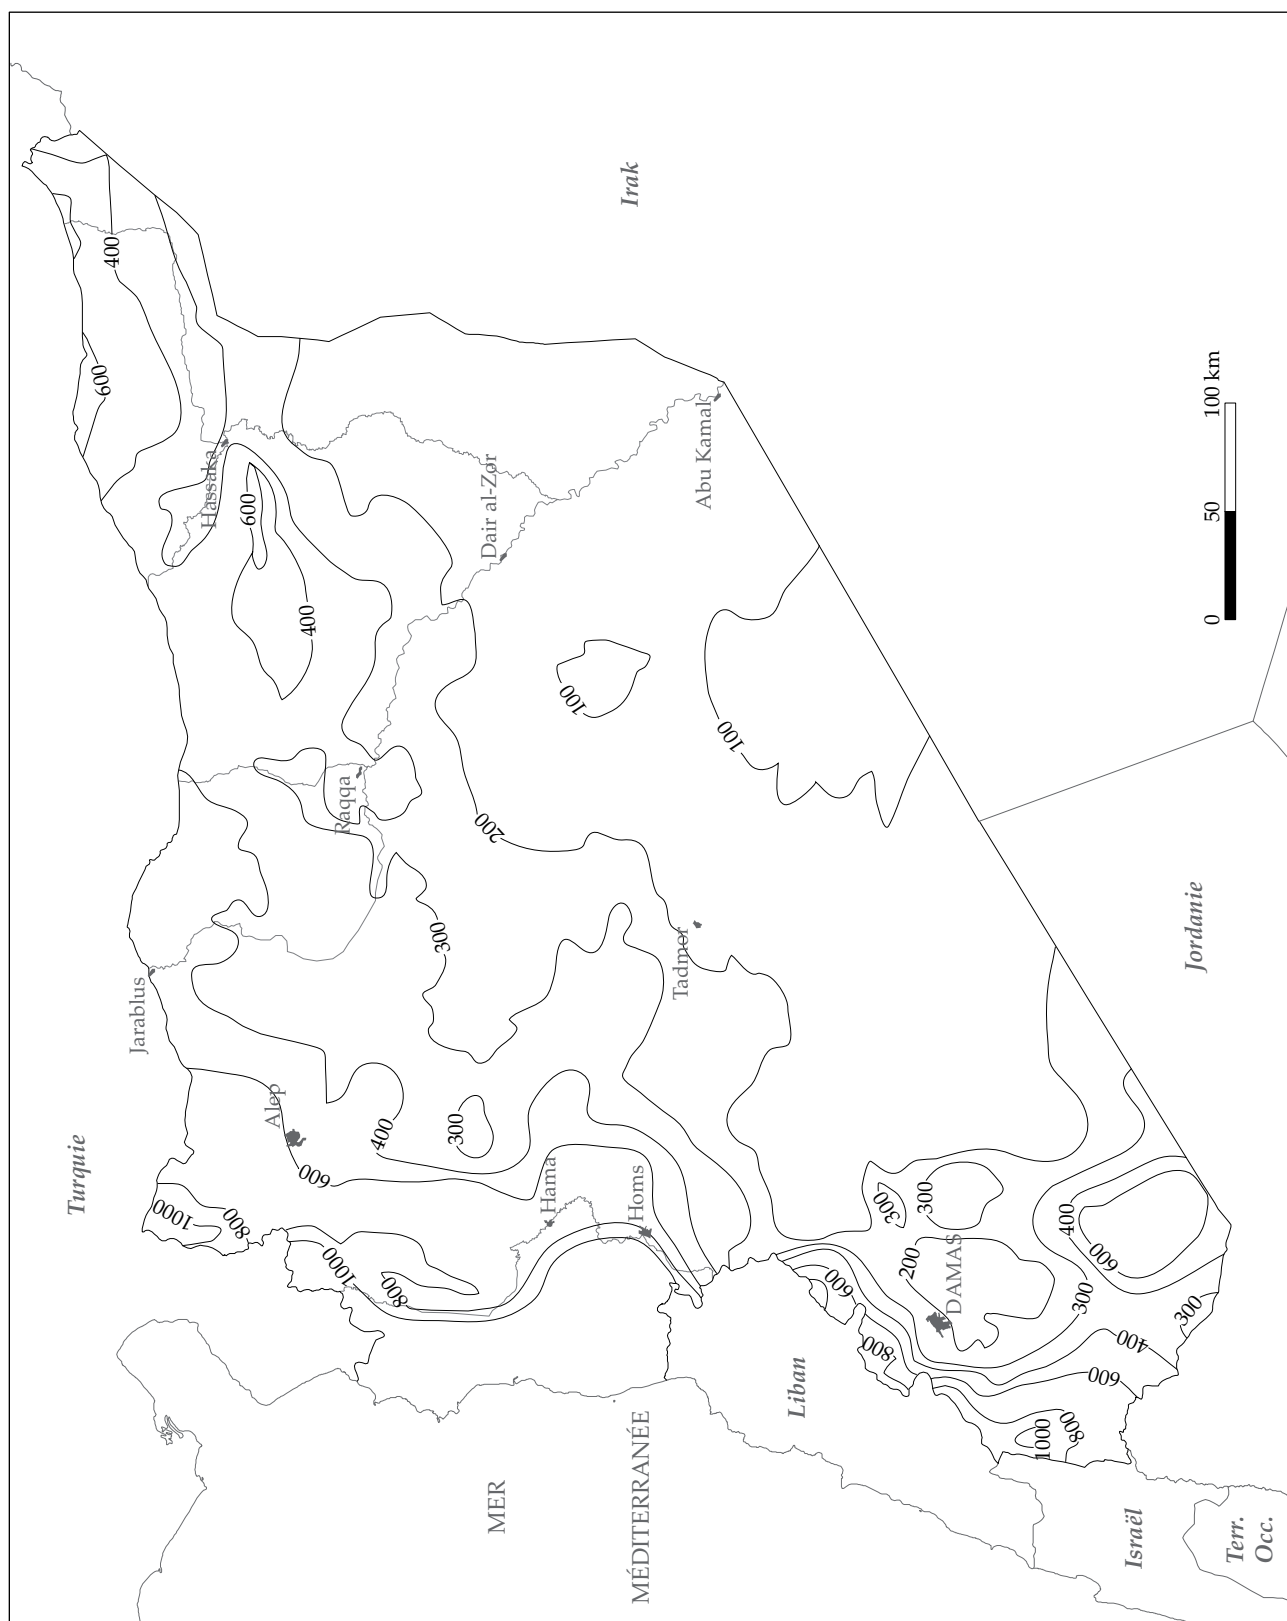 Turquie
600
400
Jarablus
1000
Hassaka
800
600
Alep
400
600
1000
Raqqa
400
800
300
300
Dair al-Zor
200
MER
Hama
100
Irak
Homs
MÉDITERRANÉE
Tadmor
Abu Kamal
100
Liban
600
800
300
200
300
DAMAS
1000
800
400
300
600
600
400
Israël
300
Jordanie
0 50 100 km
Terr.
Occ.